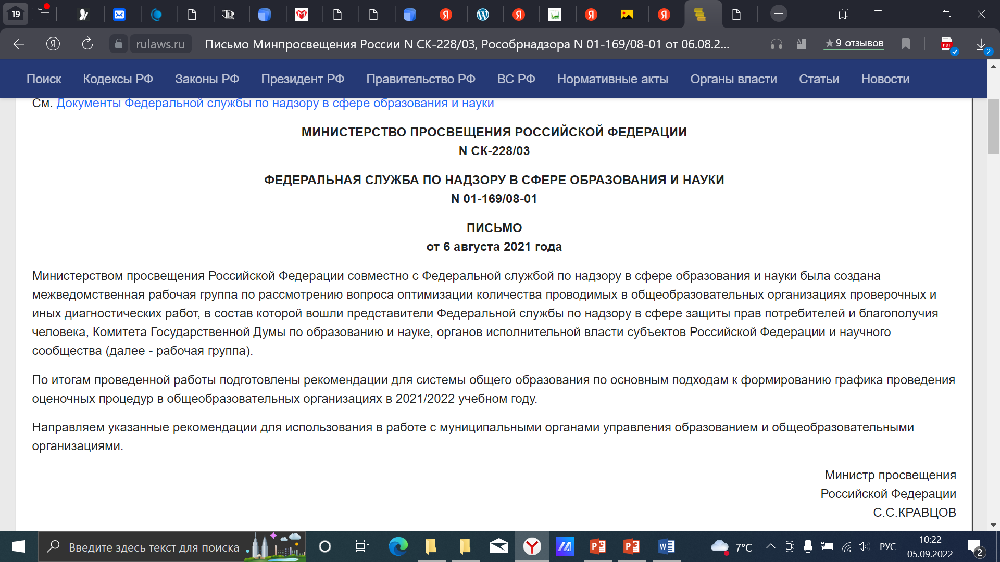 19
rulaws.ru
Письмо Минпросвещения России N СК-228/03, Рособрнадзора N 01-169/08-01 от 06.08.2...
★9 отзывов
PDF
2
Поиск
Кодексы РФ
Законы РФ
Президент РФ
Правительство РФ
ВС РФ
Нормативные акты
Органы власти
Статьи
Новости
См. Документы Федеральной службы по надзору в сфере образования и науки
МИНИСТЕРСТВО ПРОСВЕЩЕНИЯ РОССИЙСКОЙ ФЕДЕРАЦИИ
N СК-228/03
ФЕДЕРАЛЬНАЯ СЛУЖБА ПО НАДЗОРУ В СФЕРЕ ОБРАЗОВАНИЯ И НАУКИ
N 01-169/08-01
ПИСЬМО
от 6 августа 2021 года
Министерством просвещения Российской Федерации совместно с Федеральной службой по надзору в сфере образования и науки была создана
межведомственная рабочая группа по рассмотрению вопроса оптимизации количества проводимых в общеобразовательных организациях проверочных и
иных диагностических работ, в состав которой вошли представители Федеральной службы по надзору в сфере защиты прав потребителей и благополучия
человека, Комитета Государственной Думы по образованию и науке, органов исполнительной власти субъектов Российской Федерации и научного
сообщества (далее - рабочая группа).
По итогам проведенной работы подготовлены рекомендации для системы общего образования по основным подходам к формированию графика проведения
оценочных процедур в общеобразовательных организациях в 2021/2022 учебном году.
Направляем указанные рекомендации для использования в работе с муниципальными органами управления образованием и общеобразовательными
организациями.
Министр просвещения
Российской Федерации
С.С.КРАВЦОВ
Введите здесь текст для поиска
7°C
РУС
10:22
05.09.2022
2